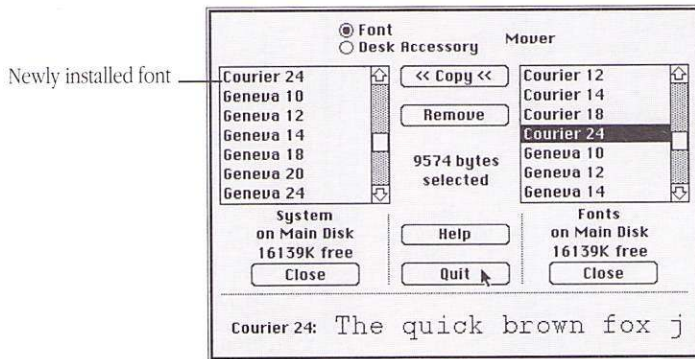 Font
Desk Accessory
Mover
Newly installed font
Courier 24
Geneva 10
Geneva 12
Geneva 14
Geneva 18
Geneva 20
Geneva 24
<< Copy <<
Remove
9574 bytes
selected
Courier 12
Courier 14
Courier 18
Courier 24
Geneva 10
Geneva 12
Geneva 14
System
on Main Disk
16139K free
Close
Help
Quit
Fonts
on Main Disk
16139K free
Close
Courier 24: The quick brown fox j